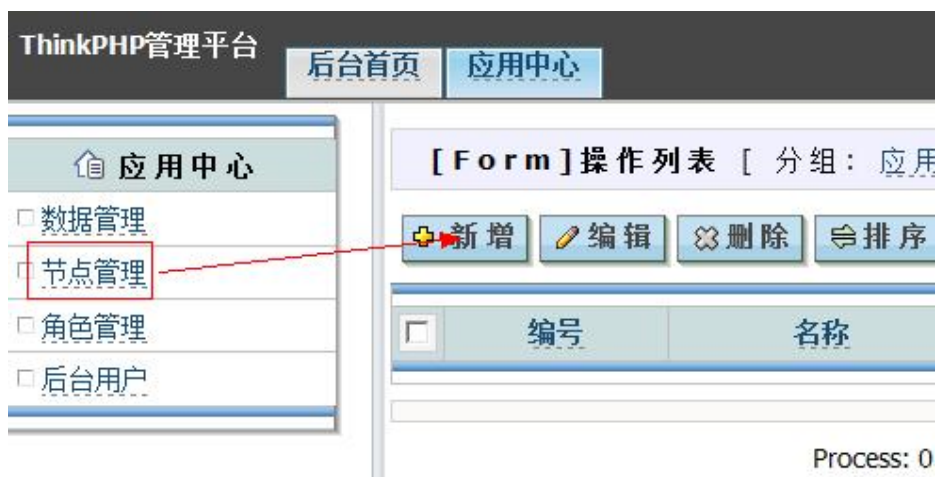 ThinkPHP管理平台
后台首页 应用中心
应用中心
数据管理
节点管理
角色管理
后台用户
[Form]操作列表 [ 分组： 应用
新增 编辑 删除 排序
编号 名称
Process: 0